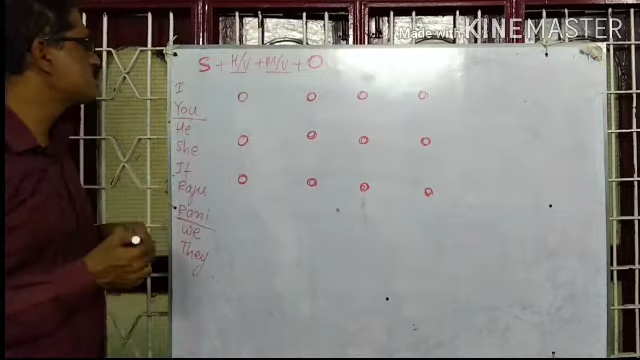 Made with KINEMASTER
S + H/V + M/V + O
I
You
He
She
It
Raju
Rani
We
They